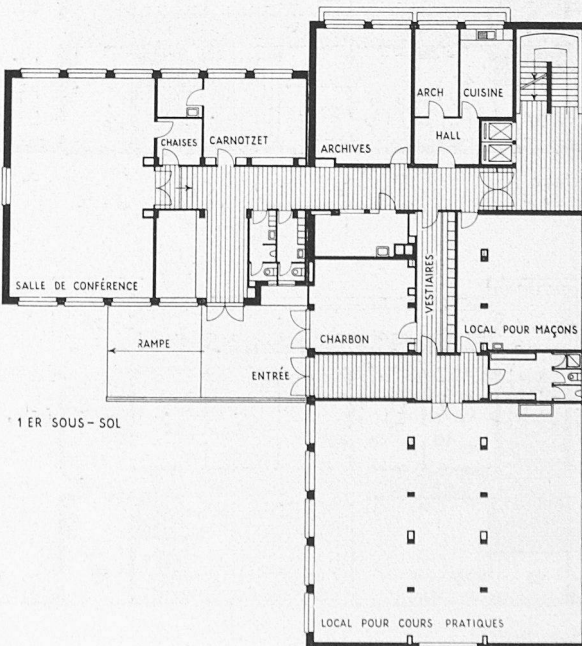 ARCH
CUISINE
CHAISES
CARNOTZET
ARCHIVES
HALL
SALLE DE CONFÉRENCE
VESTIAIRES
CHARBON
LOCAL POUR MAÇONS
RAMPE
ENTRÉE
1 ER SOUS-SOL
LOCAL POUR COURS PRATIQUES